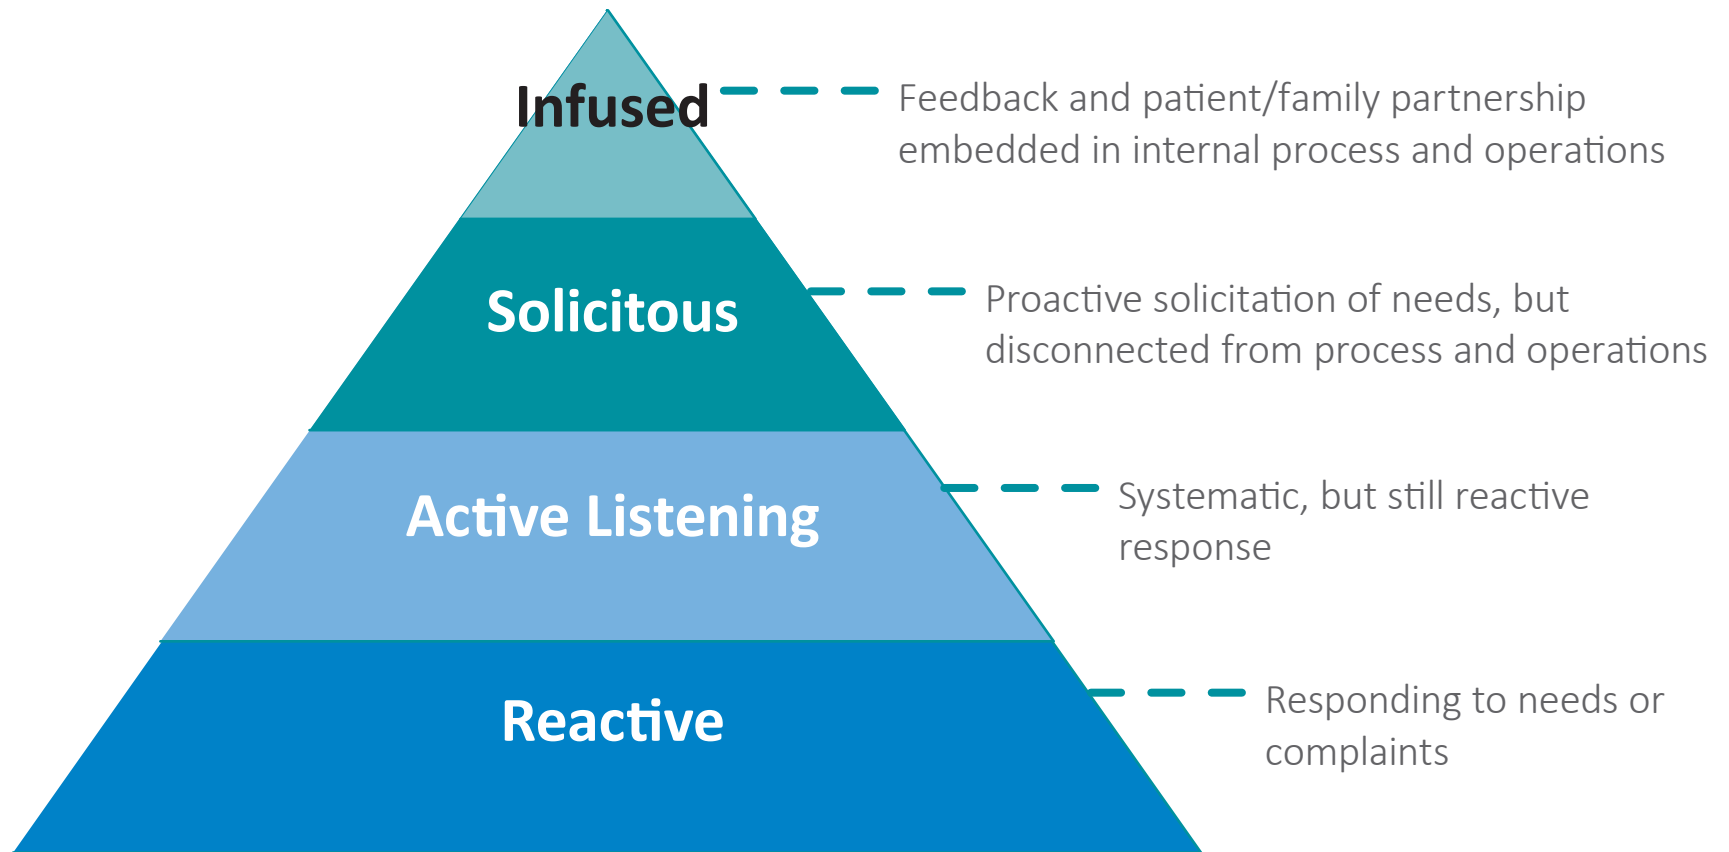 Infused
Feedback and patient/family partnership
embedded in internal process and operations
Solicitous
Proactive solicitation of needs, but
disconnected from process and operations
Active Listening
Systematic, but still reactive
response
Reactive
Responding to needs or
complaints